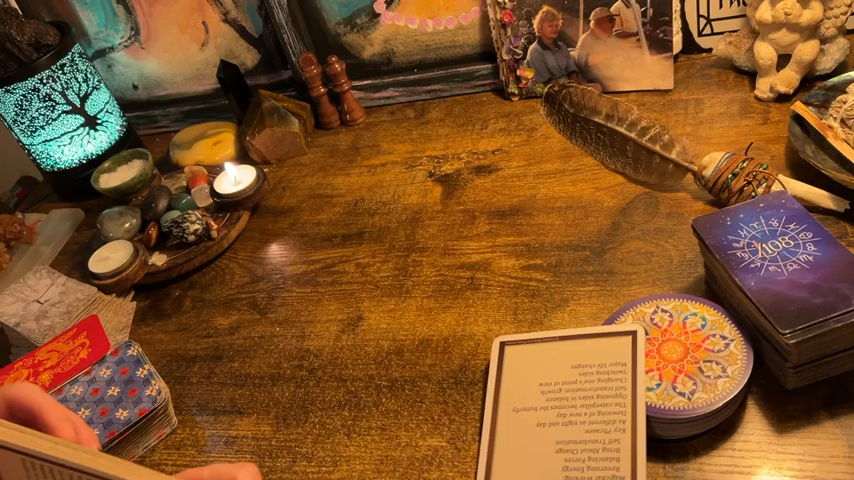 Reversing Energy
Balancing Forces
Bring About Change
Self Transformation
Key Phrases
As different as night and day
Dawning of a new day
The caterpillar becomes the butterfly
Opposing sides in balance
Self transformation, growth
Changing one's point of view
sides
Major life changes
108